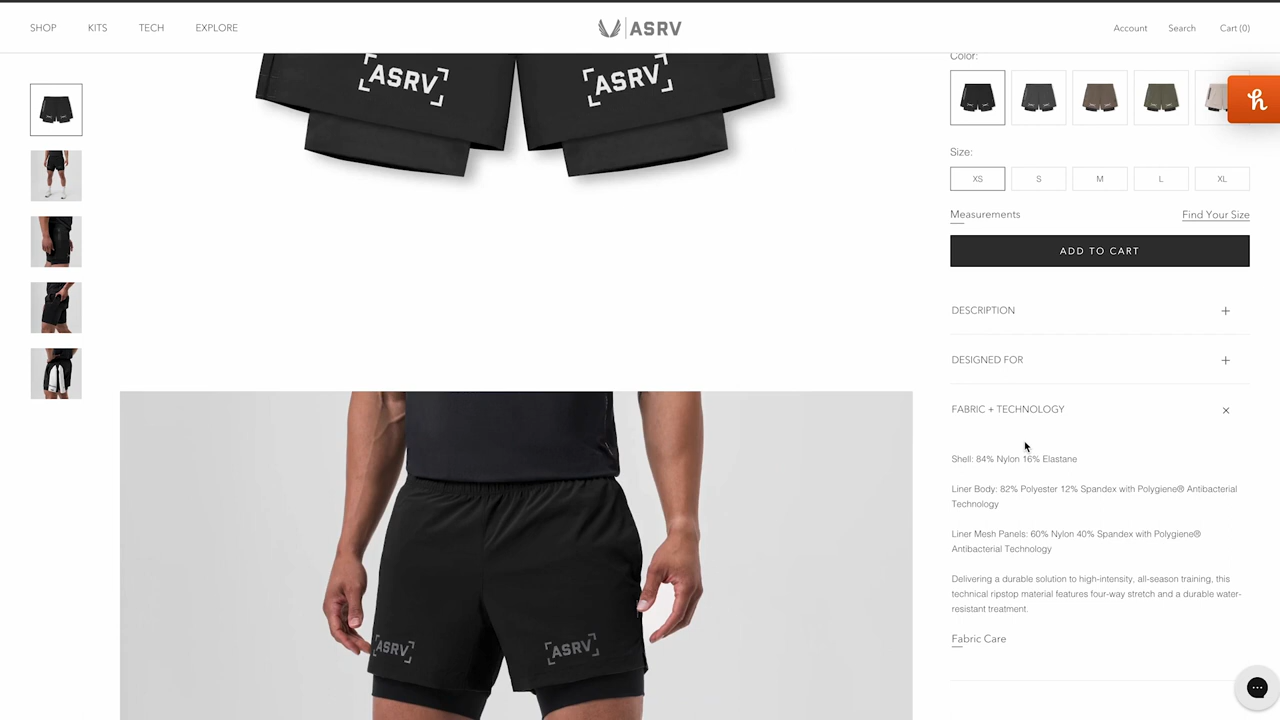 SHOP KITS TECH EXPLORE
ASRV
Account Search Cart (0)
ASRV ASRV
Color:
Size:
XS S M L XL
Measurements Find Your Size
ADD TO CART
DESCRIPTION
DESIGNED FOR
FABRIC + TECHNOLOGY
Shell: 84% Nylon 16% Elastane
Liner Body: 82% Polyester 12% Spandex with Polygiene® Antibacterial
Technology
Liner Mesh Panels: 60% Nylon 40% Spandex with Polygiene®
Antibacterial Technology
Delivering a durable solution to high-intensity, all-season training, this
technical ripstop material features four-way stretch and a durable water-
resistant treatment.
Fabric Care
ASRV ASRV